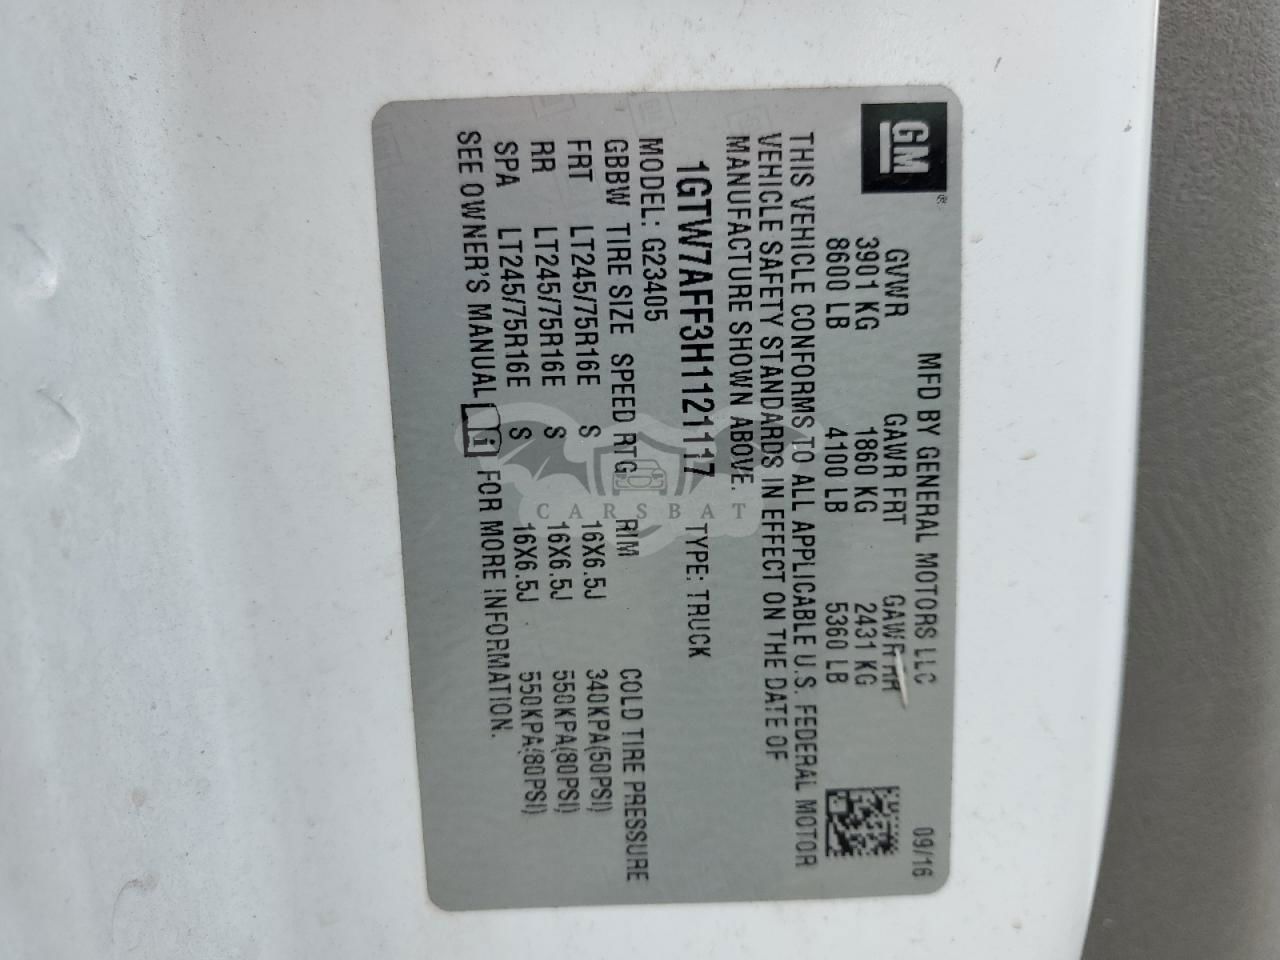 GM ®
MFD BY GENERAL MOTORS LLC 09/16
GVWR GAWR FRT GAWR RR
3901 KG 1860 KG 2431 KG
8600 LB 4100 LB 5360 LB
THIS VEHICLE CONFORMS TO ALL APPLICABLE U.S. FEDERAL MOTOR
VEHICLE SAFETY STANDARDS IN EFFECT ON THE DATE OF
MANUFACTURE SHOWN ABOVE.
1GTW7AFF3H1121117 TYPE: TRUCK
MODEL: G23405
GBBW TIRE SIZE SPEED RTG RIM COLD TIRE PRESSURE
FRT LT245/75R16E S 16X6.5J 340KPA(50PSI)
RR LT245/75R16E S 16X6.5J 550KPA(80PSI)
SPA LT245/75R16E S 16X6.5J 550KPA(80PSI)
SEE OWNER'S MANUAL i FOR MORE INFORMATION.
CARSBAT